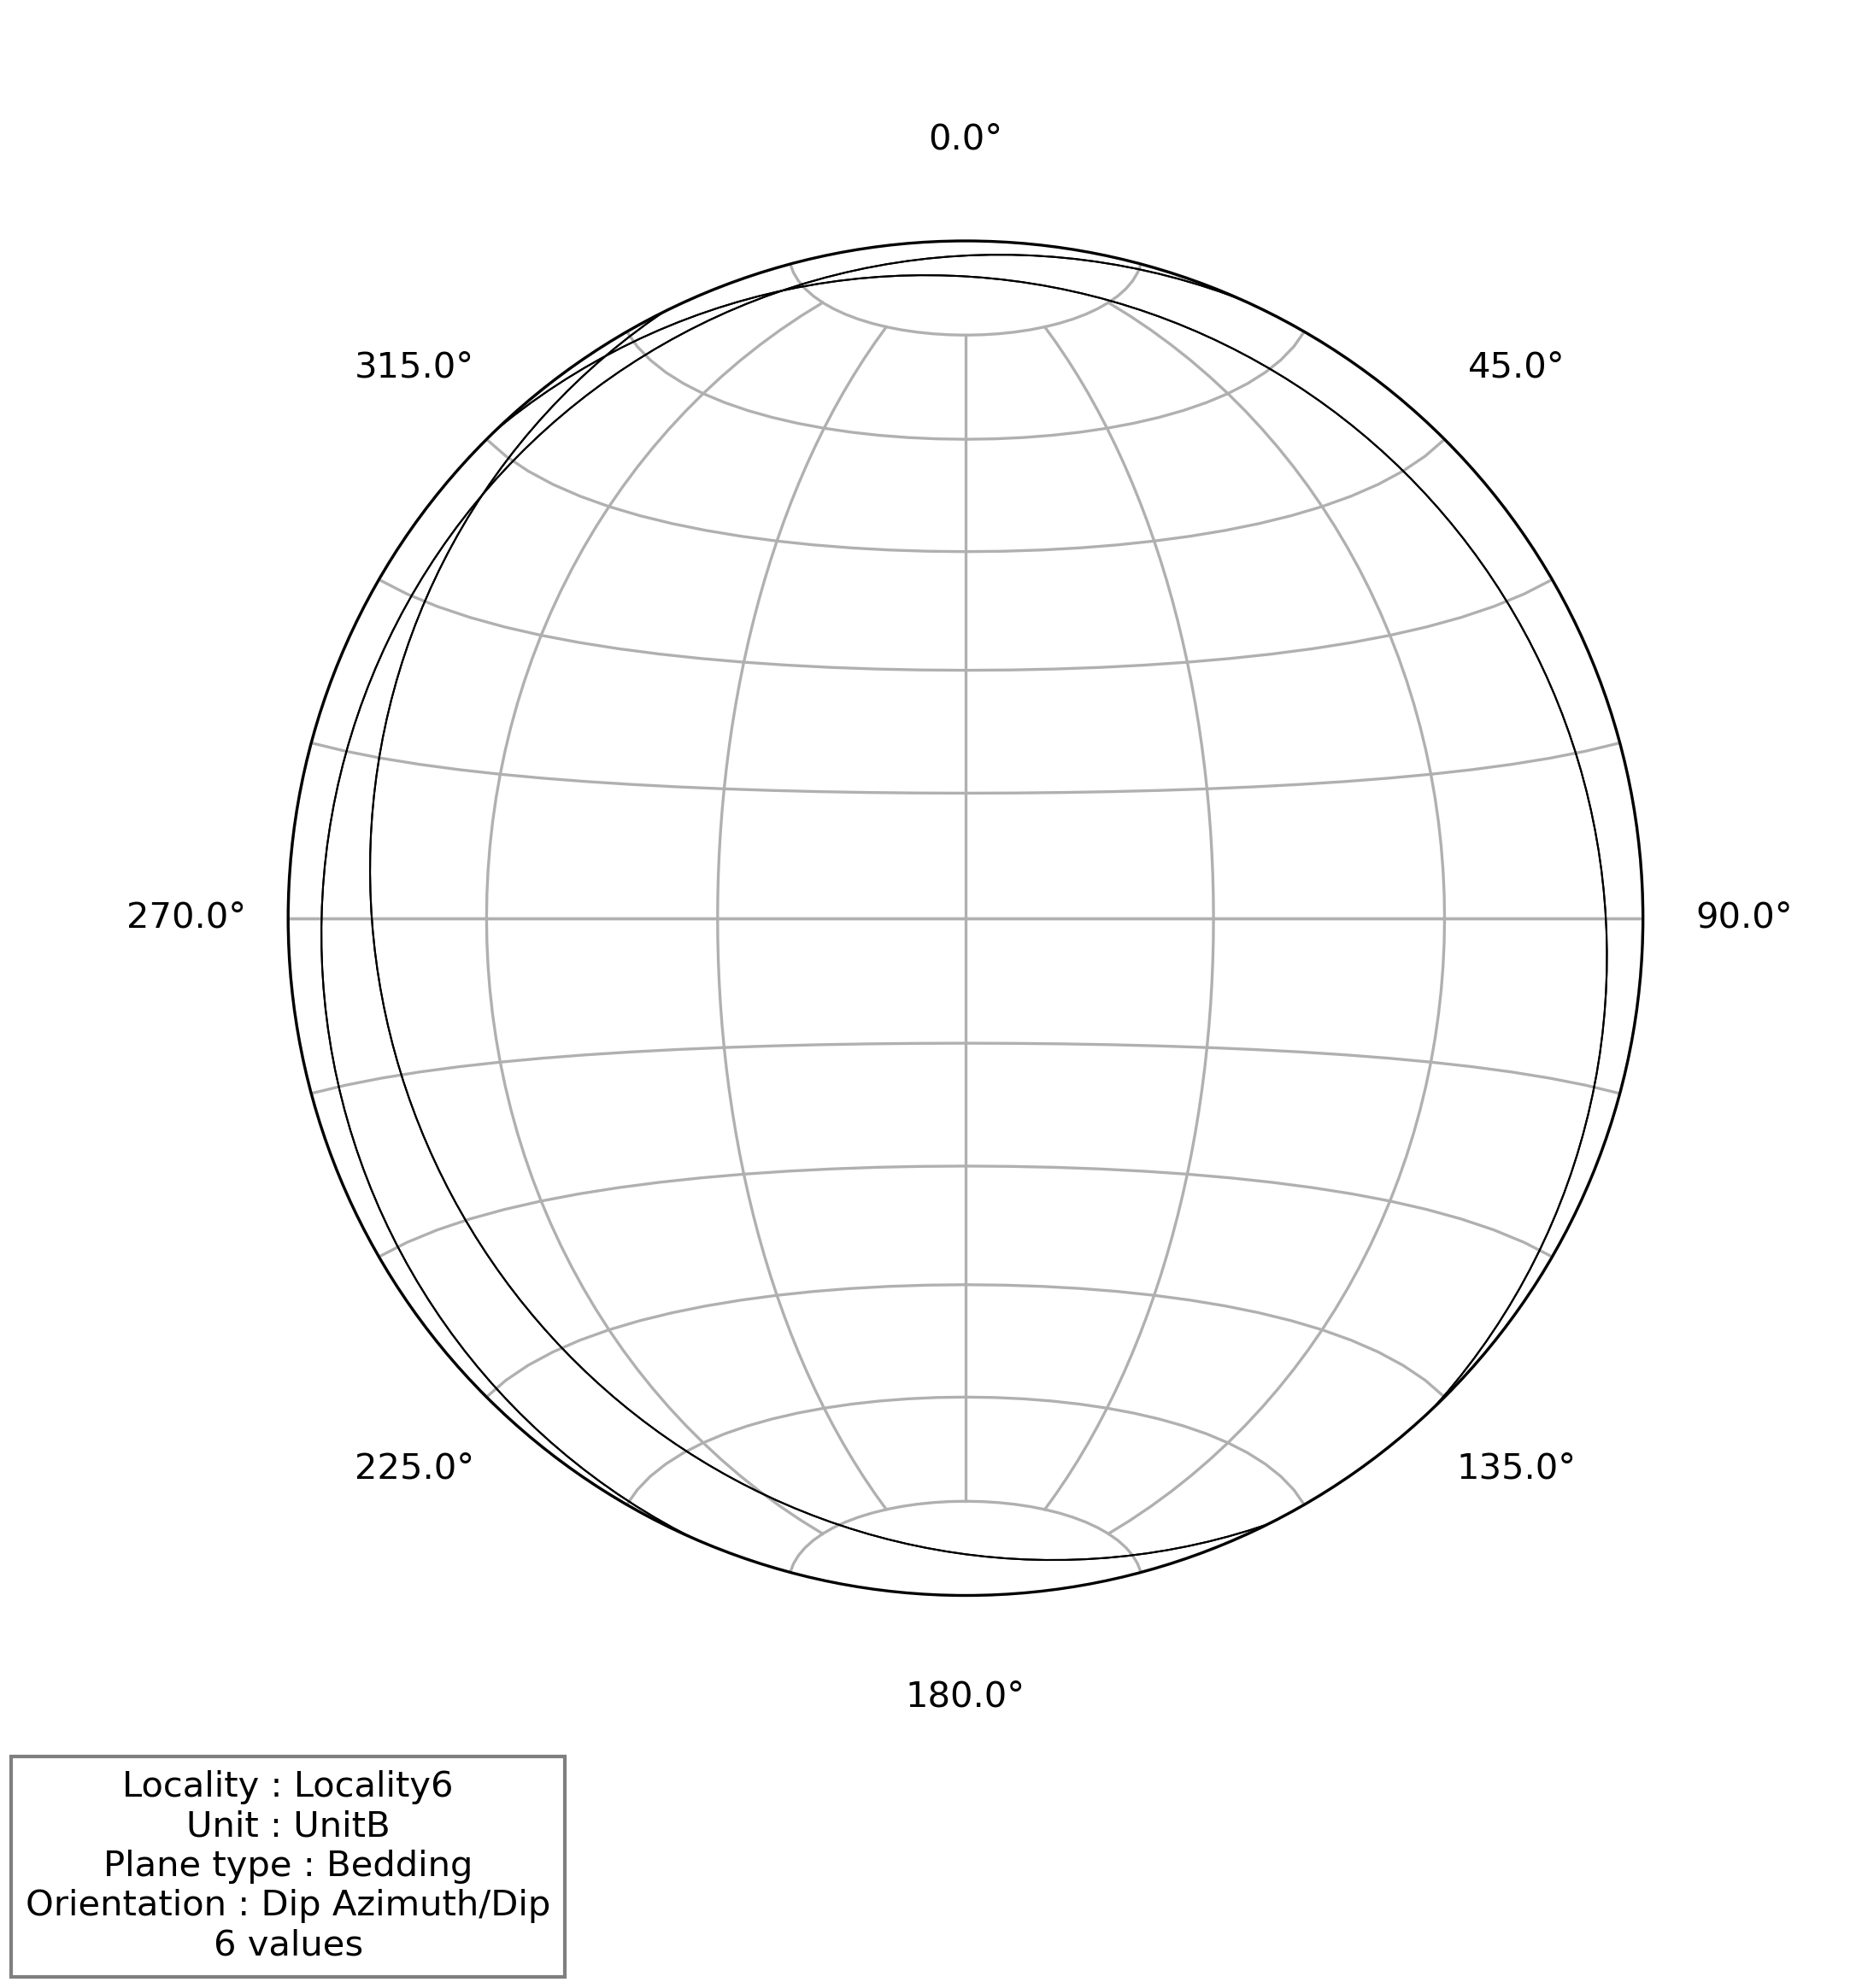 0.0°
315.0°
45.0°
270.0°
90.0°
225.0°
135.0°
180.0°
Locality : Locality6
Unit : UnitB
Plane type : Bedding
Orientation : Dip Azimuth/Dip
6 values